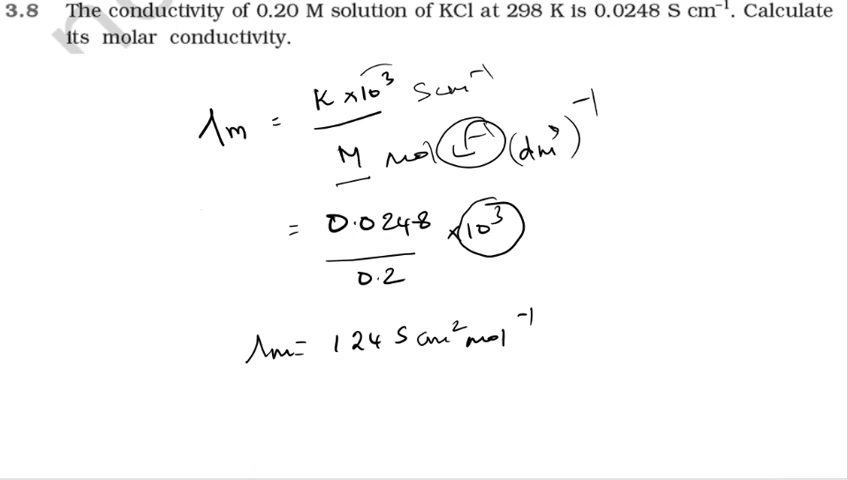 3.8 The conductivity of 0.20 M solution of KCl at 298 K is 0.0248 S cm⁻¹. Calculate
its molar conductivity.
Λm = K×10³ S cm⁻¹
M mol L⁻¹ (dm³)⁻¹
= 0.0248 ×10³
0.2
Λm = 124 S cm² mol⁻¹